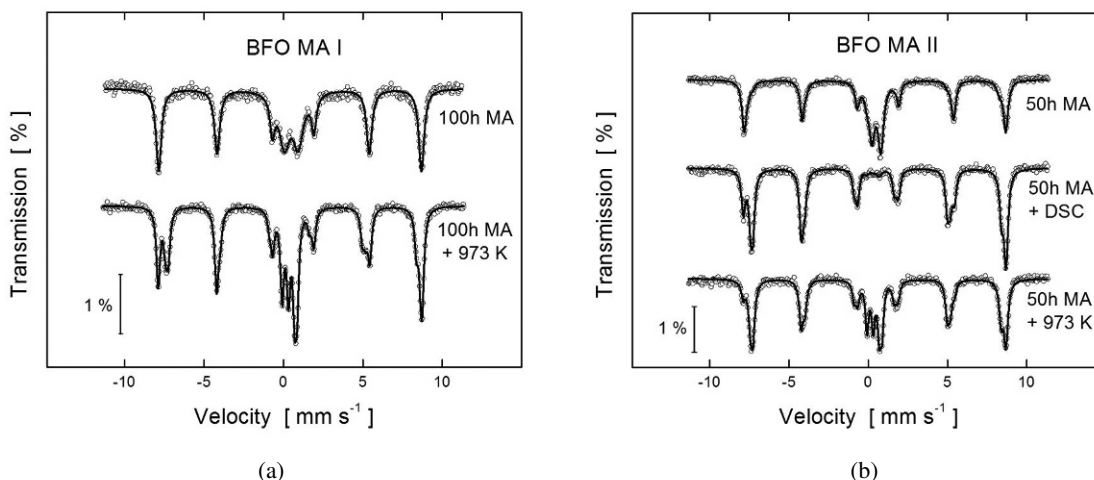 BFO MA I
100h MA
100h MA
+ 973 K
1 %
Transmission [ % ]
-10 -5 0 5 10
Velocity [ mm s⁻¹ ]
(a)
BFO MA II
50h MA
50h MA
+ DSC
50h MA
+ 973 K
1 %
Transmission [ % ]
-10 -5 0 5 10
Velocity [ mm s⁻¹ ]
(b)